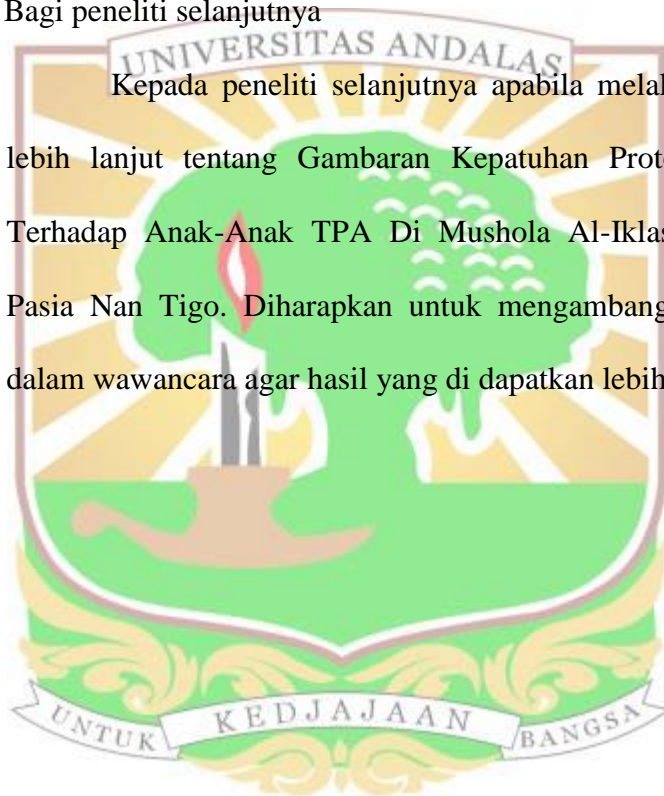 Bagi peneliti selanjutnya
UNIVERSITAS ANDALAS
Kepada peneliti selanjutnya apabila
lebih lanjut tentang Gambaran Kepatuhan
Terhadap Anak-Anak TPA Di Mushola Al-Iklas
Pasia Nan Tigo. Diharapkan untuk mengambang
dalam wawancara agar hasil yang di dapatkan lebih
UNTUK KEDJAJAAN BANGSA